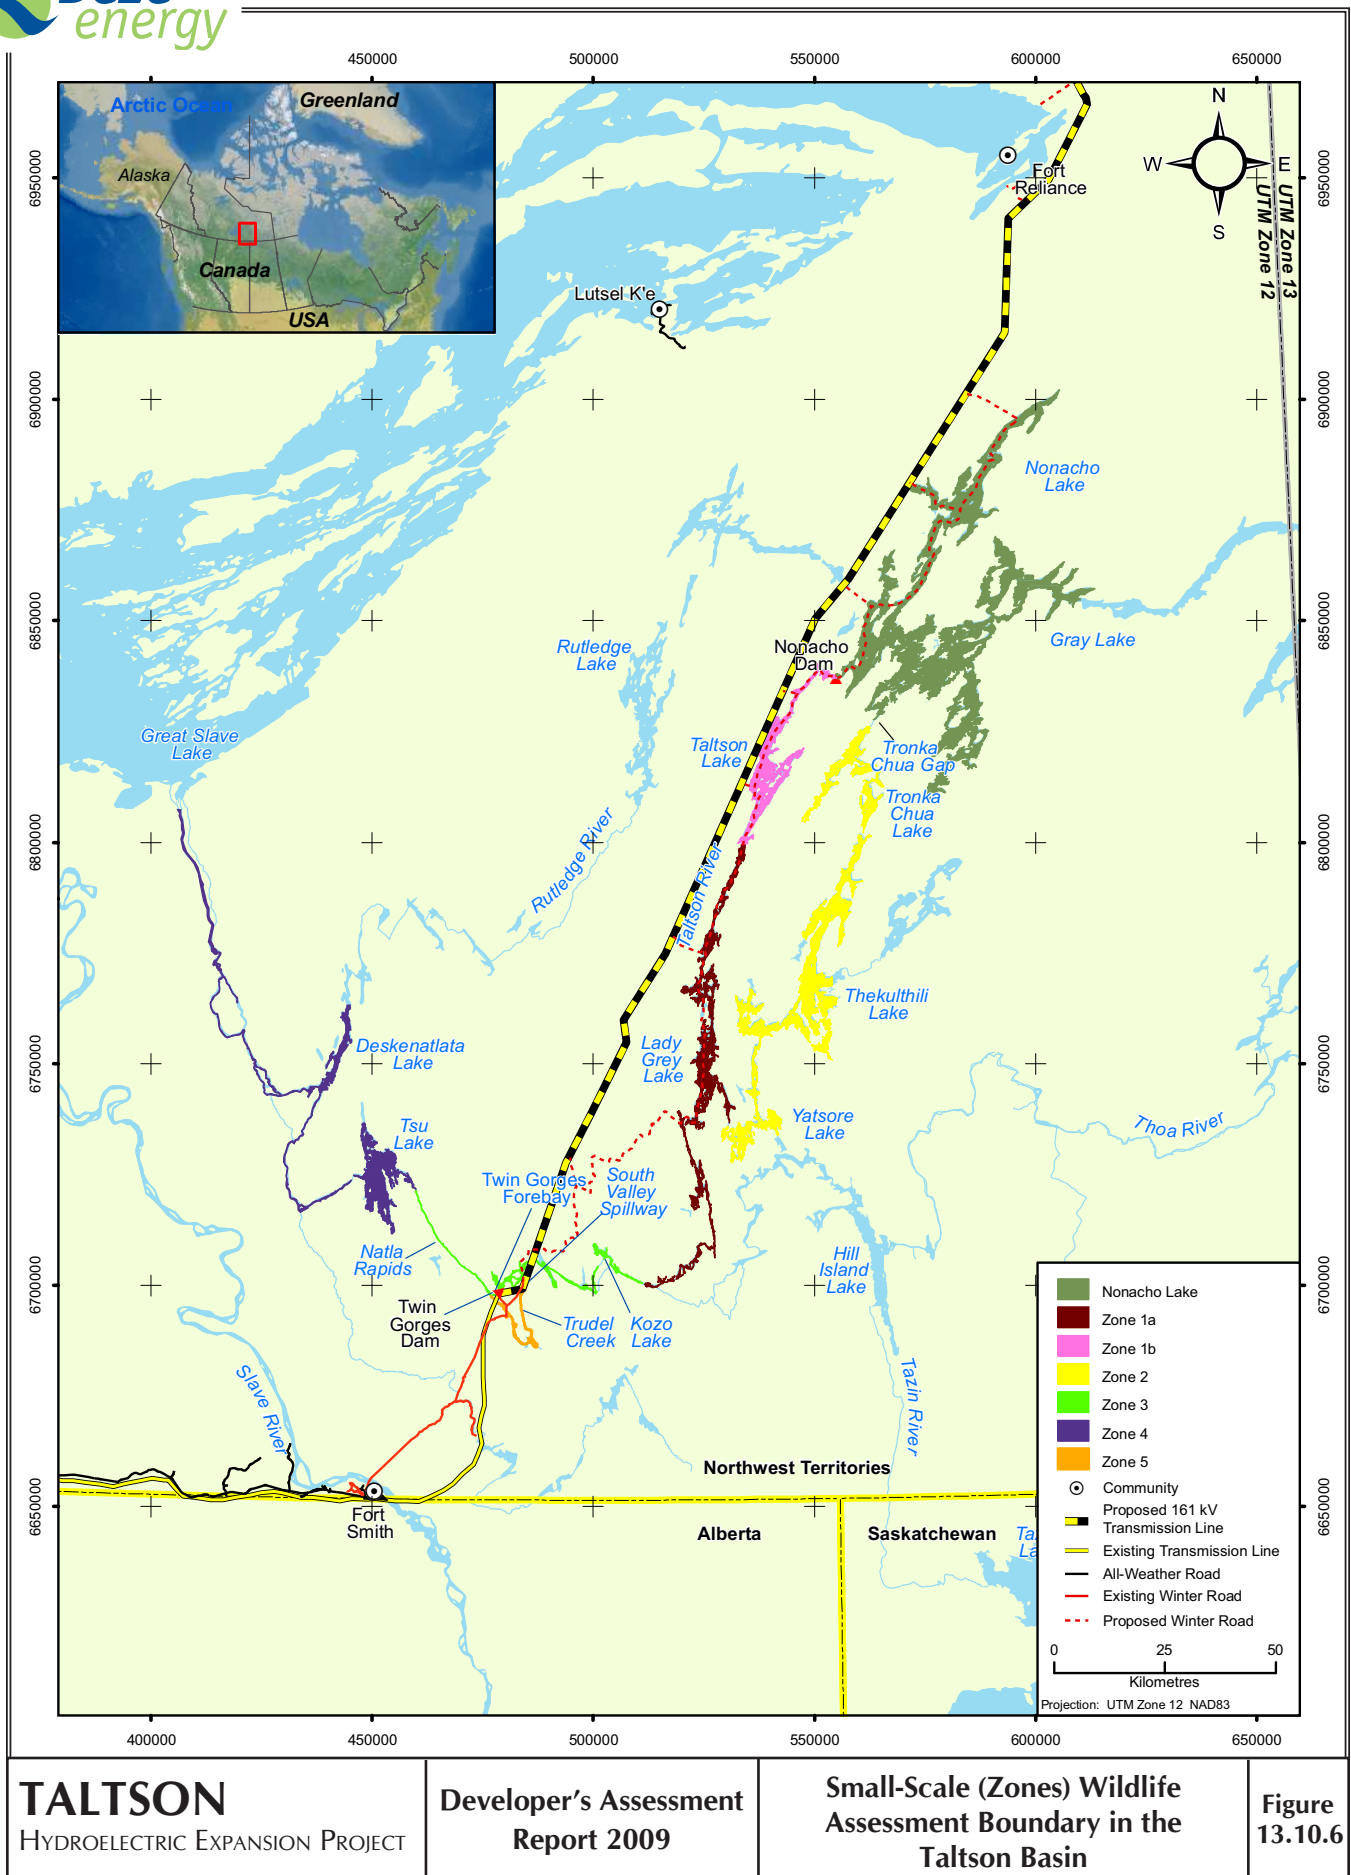 energy
450000
500000
550000
600000
6500000
Arctic Ocean
Greenland
Alaska
Canada
USA
N
W
E
S
UTM Zone 12
UTM Zone 13
6950000
6950000
Fort
Reliance
Lutsel K'e
6900000
6900000
Nonacho
Lake
6850000
6850000
Rutledge
Lake
Nonacho
Dam
Gray Lake
Great Slave
Lake
Taltson
Lake
Tronka
Chua Gap
Tronka
Chua
Lake
6800000
6800000
Rutledge River
Taltson River
Thekulthili
Lake
Deskenatlata
Lake
Lady
Grey
Lake
6750000
6750000
Tsu
Lake
Yatsore
Lake
Thoa River
Twin Gorges
Forebay
South
Valley
Spillway
Natla
Rapids
Hill
Island
Lake
6700000
6700000
Twin
Gorges
Dam
Trudel
Creek
Kozo
Lake
Slave River
Tazin River
Northwest Territories
6650000
6650000
Fort
Smith
Alberta
Saskatchewan
Nonacho Lake
Zone 1a
Zone 1b
Zone 2
Zone 3
Zone 4
Zone 5
Community
Proposed 161 kV
Transmission Line
Existing Transmission Line
All-Weather Road
Existing Winter Road
Proposed Winter Road
0 25 50
Kilometres
Projection: UTM Zone 12 NAD83
400000
450000
500000
550000
600000
650000
TALTSON
HYDROELECTRIC EXPANSION PROJECT
Developer's Assessment
Report 2009
Small-Scale (Zones) Wildlife
Assessment Boundary in the
Taltson Basin
Figure
13.10.6